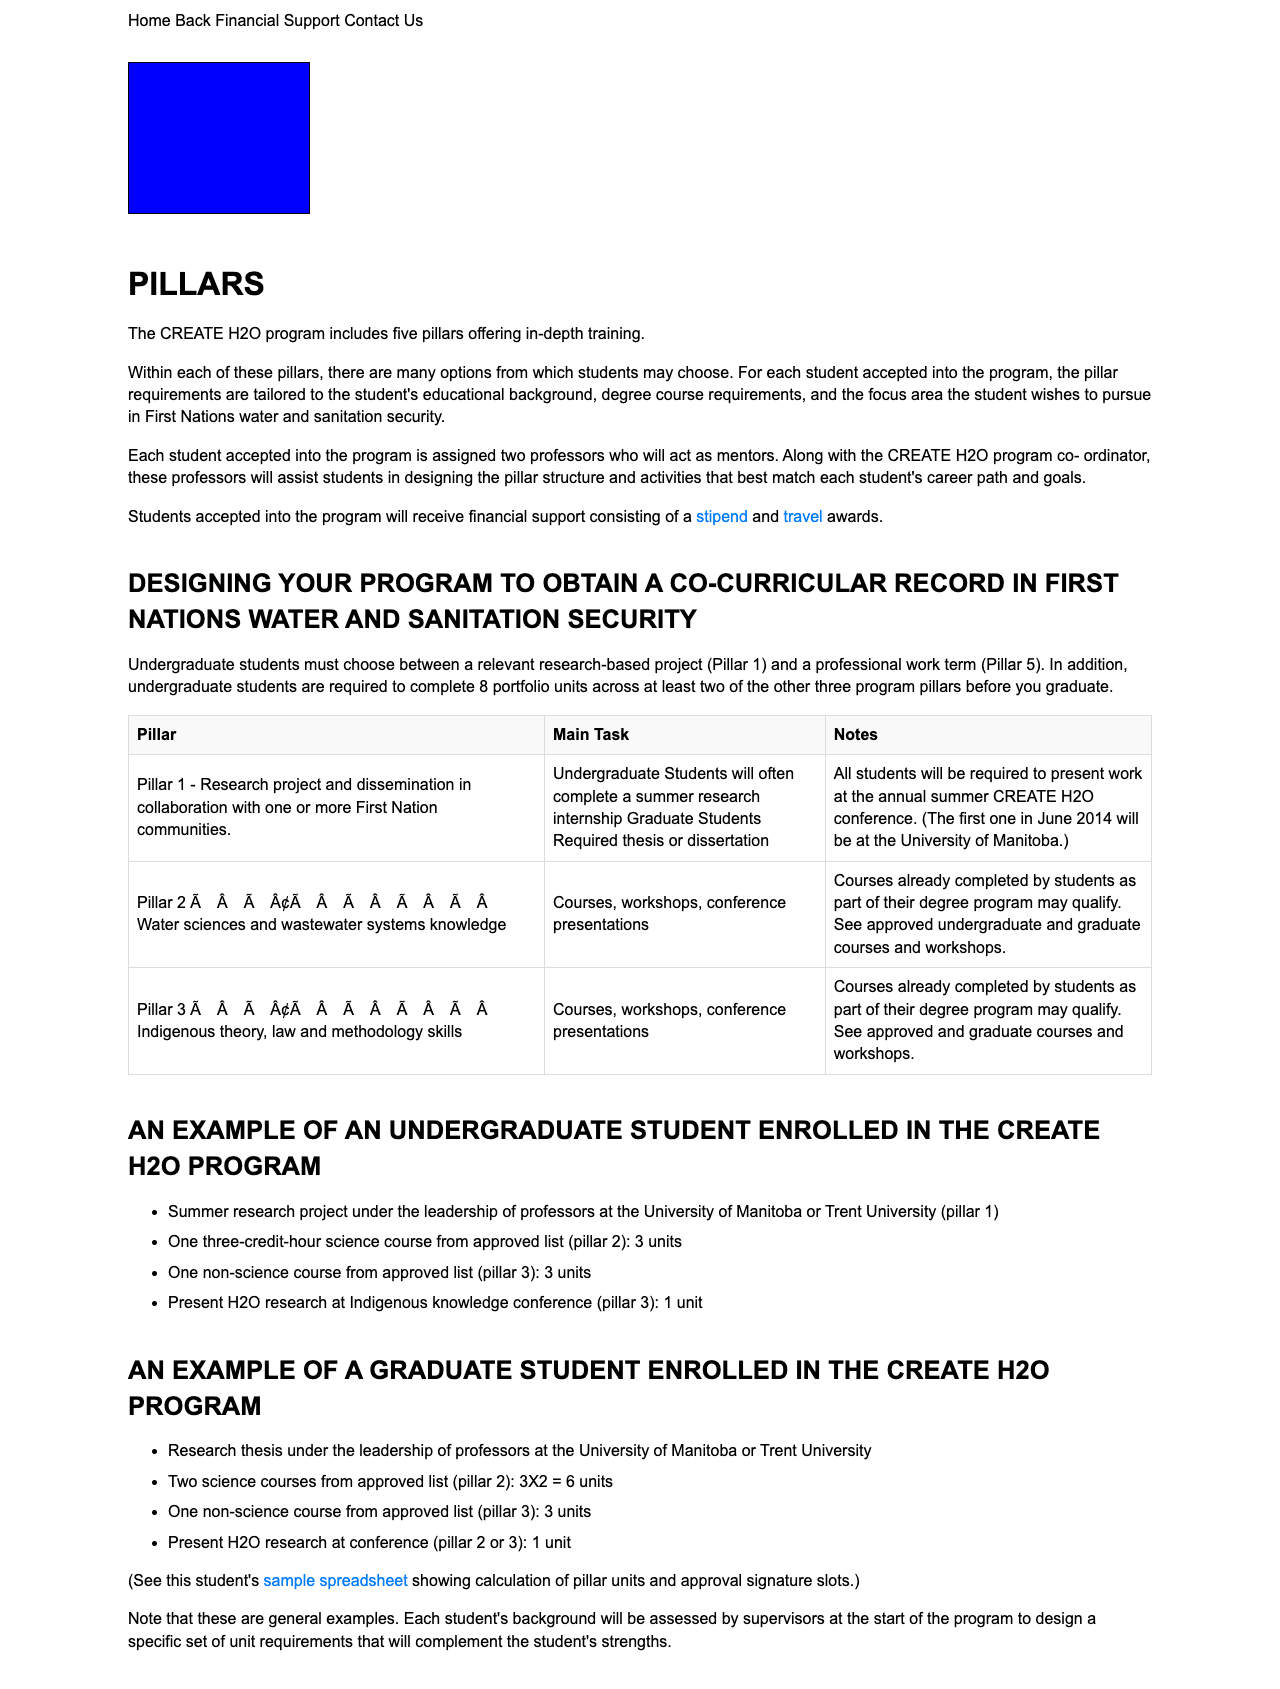 Home Back Financial Support Contact Us
PILLARS
The CREATE H2O program includes five pillars offering in-depth training.
Within each of these pillars, there are many options from which students may choose. For each student accepted into the program, the pillar
requirements are tailored to the student's educational background, degree course requirements, and the focus area the student wishes to pursue
in First Nations water and sanitation security.
Each student accepted into the program is assigned two professors who will act as mentors. Along with the CREATE H2O program co- ordinator,
these professors will assist students in designing the pillar structure and activities that best match each student's career path and goals.
Students accepted into the program will receive financial support consisting of a stipend and travel awards.
DESIGNING YOUR PROGRAM TO OBTAIN A CO-CURRICULAR RECORD IN FIRST
NATIONS WATER AND SANITATION SECURITY
Undergraduate students must choose between a relevant research-based project (Pillar 1) and a professional work term (Pillar 5). In addition,
undergraduate students are required to complete 8 portfolio units across at least two of the other three program pillars before you graduate.
Pillar
Main Task
Notes
Pillar 1 - Research project and dissemination in
collaboration with one or more First Nation
communities.
Undergraduate Students will often
complete a summer research
internship Graduate Students
Required thesis or dissertation
All students will be required to present work
at the annual summer CREATE H2O
conference. (The first one in June 2014 will
be at the University of Manitoba.)
Pillar 2 Ã Â Ã Â¢Ã Â Ã Â Ã Â Ã Â
Water sciences and wastewater systems knowledge
Courses, workshops, conference
presentations
Courses already completed by students as
part of their degree program may qualify.
See approved undergraduate and graduate
courses and workshops.
Pillar 3 Ã Â Ã Â¢Ã Â Ã Â Ã Â Ã Â
Indigenous theory, law and methodology skills
Courses, workshops, conference
presentations
Courses already completed by students as
part of their degree program may qualify.
See approved and graduate courses and
workshops.
AN EXAMPLE OF AN UNDERGRADUATE STUDENT ENROLLED IN THE CREATE
H2O PROGRAM
• Summer research project under the leadership of professors at the University of Manitoba or Trent University (pillar 1)
• One three-credit-hour science course from approved list (pillar 2): 3 units
• One non-science course from approved list (pillar 3): 3 units
• Present H2O research at Indigenous knowledge conference (pillar 3): 1 unit
AN EXAMPLE OF A GRADUATE STUDENT ENROLLED IN THE CREATE H2O
PROGRAM
• Research thesis under the leadership of professors at the University of Manitoba or Trent University
• Two science courses from approved list (pillar 2): 3X2 = 6 units
• One non-science course from approved list (pillar 3): 3 units
• Present H2O research at conference (pillar 2 or 3): 1 unit
(See this student's sample spreadsheet showing calculation of pillar units and approval signature slots.)
Note that these are general examples. Each student's background will be assessed by supervisors at the start of the program to design a
specific set of unit requirements that will complement the student's strengths.